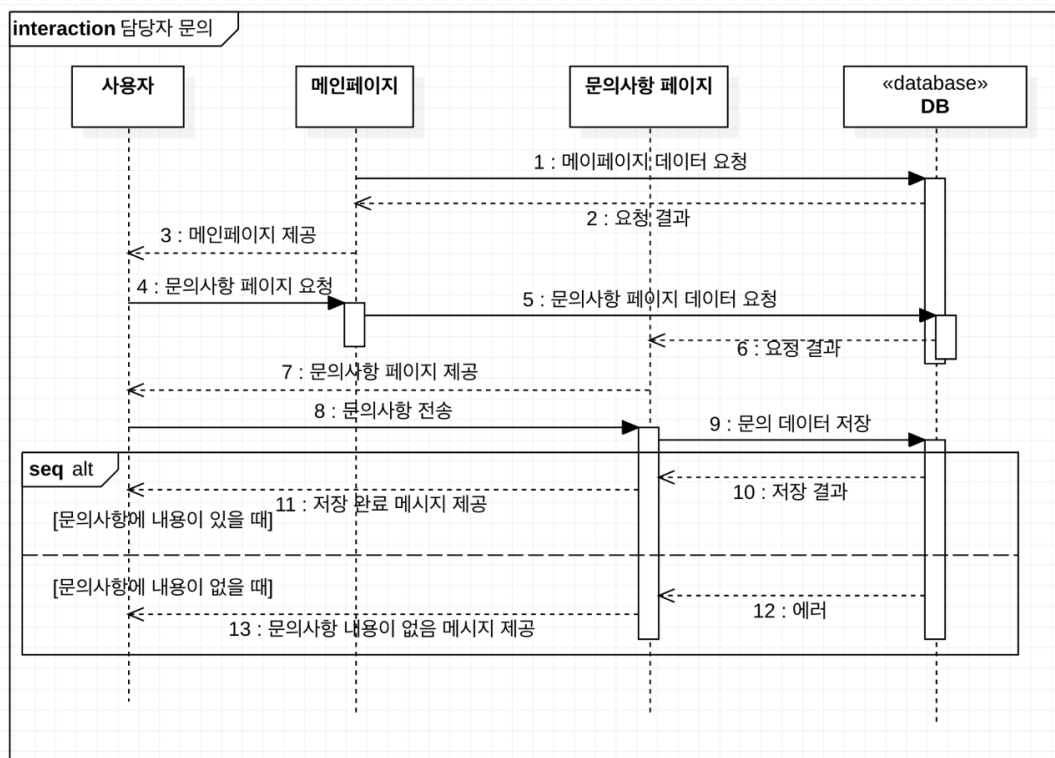 interaction 담당자 문의
사용자
메인페이지
문의사항 페이지
«database»
DB
1 : 메이페이지 데이터 요청
2 : 요청 결과
3 : 메인페이지 제공
4 : 문의사항 페이지 요청
5 : 문의사항 페이지 데이터 요청
6 : 요청 결과
7 : 문의사항 페이지 제공
8 : 문의사항 전송
9 : 문의 데이터 저장
seq alt
10 : 저장 결과
11 : 저장 완료 메시지 제공
[문의사항에 내용이 있을 때]
[문의사항에 내용이 없을 때]
12 : 에러
13 : 문의사항 내용이 없음 메시지 제공